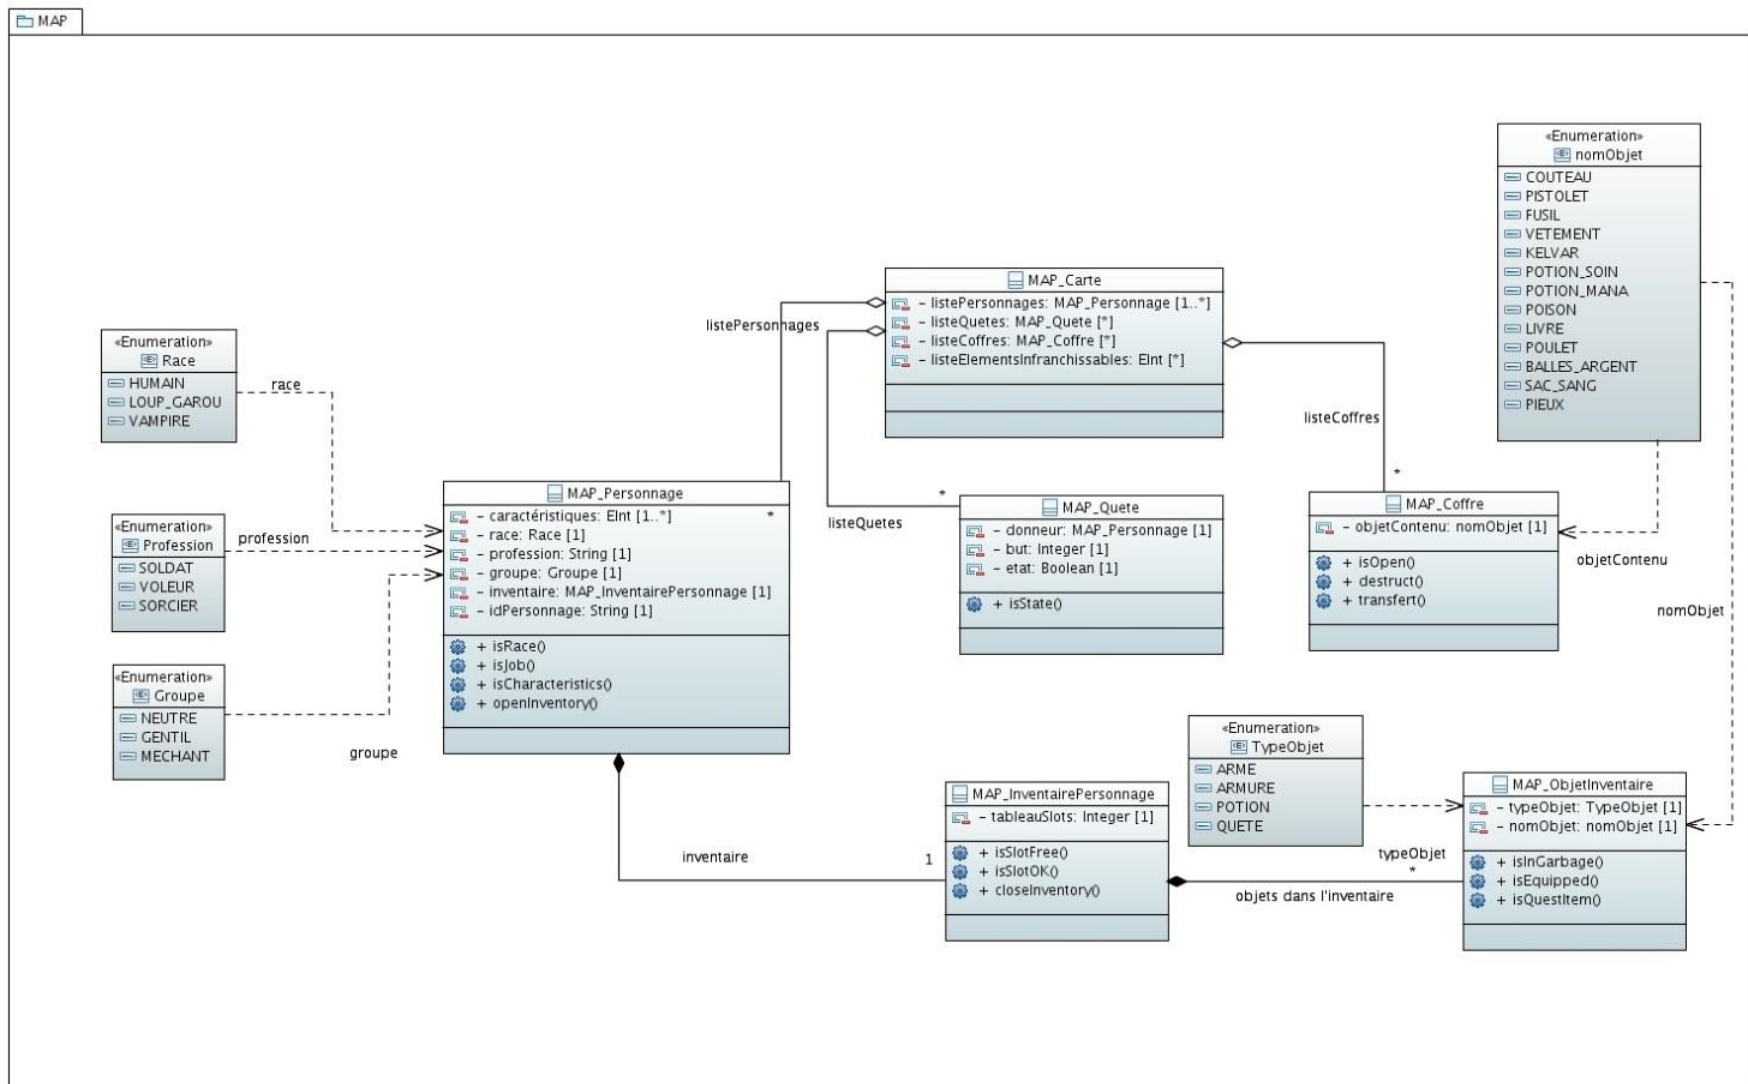 MAP
«Enumeration»
nomObjet
COUTEAU
PISTOLET
FUSIL
VETEMENT
KELVAR
POTION_SOIN
POTION_MANA
POISON
LIVRE
POULET
BALLES_ARGENT
SAC_SANG
PIEUX
MAP_Carte
– listePersonnages: MAP_Personnage [1..*]
– listeQuetes: MAP_Quete [*]
– listeCoffres: MAP_Coffre [*]
– listeElementsInfranchissables: EInt [*]
listePersonnages
listeQuetes
*
listeCoffres
*
«Enumeration»
Race
HUMAIN
LOUP_GAROU
VAMPIRE
race
«Enumeration»
Profession
SOLDAT
VOLEUR
SORCIER
profession
«Enumeration»
Groupe
NEUTRE
GENTIL
MECHANT
groupe
MAP_Personnage
– caractéristiques: EInt [1..*]
*
– race: Race [1]
– profession: String [1]
– groupe: Groupe [1]
– inventaire: MAP_InventairePersonnage [1]
– idPersonnage: String [1]
+ isRace()
+ isJob()
+ isCharacteristics()
+ openInventory()
MAP_Quete
– donneur: MAP_Personnage [1]
– but: Integer [1]
– etat: Boolean [1]
+ isState()
MAP_Coffre
– objetContenu: nomObjet [1]
+ isOpen()
+ destruct()
+ transfert()
objetContenu
nomObjet
«Enumeration»
TypeObjet
ARME
ARMURE
POTION
QUETE
typeObjet
*
MAP_InventairePersonnage
– tableauSlots: Integer [1]
+ isSlotFree()
+ isSlotOK()
+ closeInventory()
inventaire
1
objets dans l'inventaire
MAP_ObjetInventaire
– typeObjet: TypeObjet [1]
– nomObjet: nomObjet [1]
+ isInGarbage()
+ isEquipped()
+ isQuestItem()